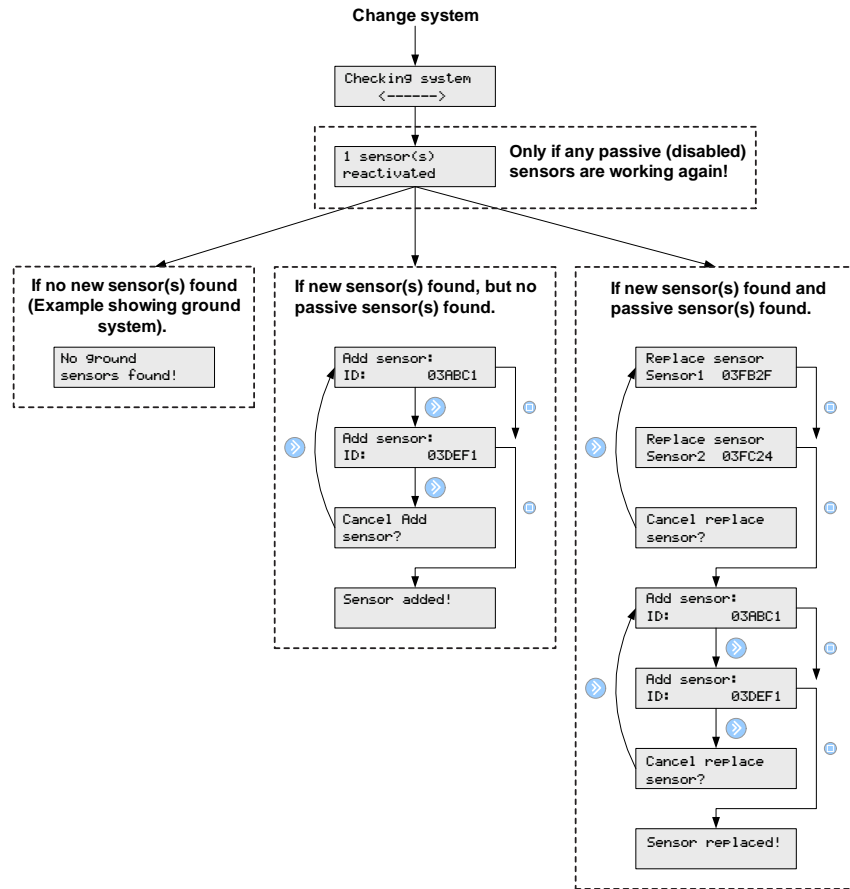 Change system
Checking system
<------>
1 sensor(s)
reactivated
Only if any passive (disabled)
sensors are working again!
If no new sensor(s) found
(Example showing ground
system).
No ground
sensors found!
If new sensor(s) found, but no
passive sensor(s) found.
Add sensor:
ID: 03ABC1
Add sensor:
ID: 03DEF1
Cancel Add
sensor?
Sensor added!
If new sensor(s) found and
passive sensor(s) found.
Replace sensor
Sensor1 03FB2F
Replace sensor
Sensor2 03FC24
Cancel replace
sensor?
Add sensor:
ID: 03ABC1
Add sensor:
ID: 03DEF1
Cancel replace
sensor?
Sensor replaced!